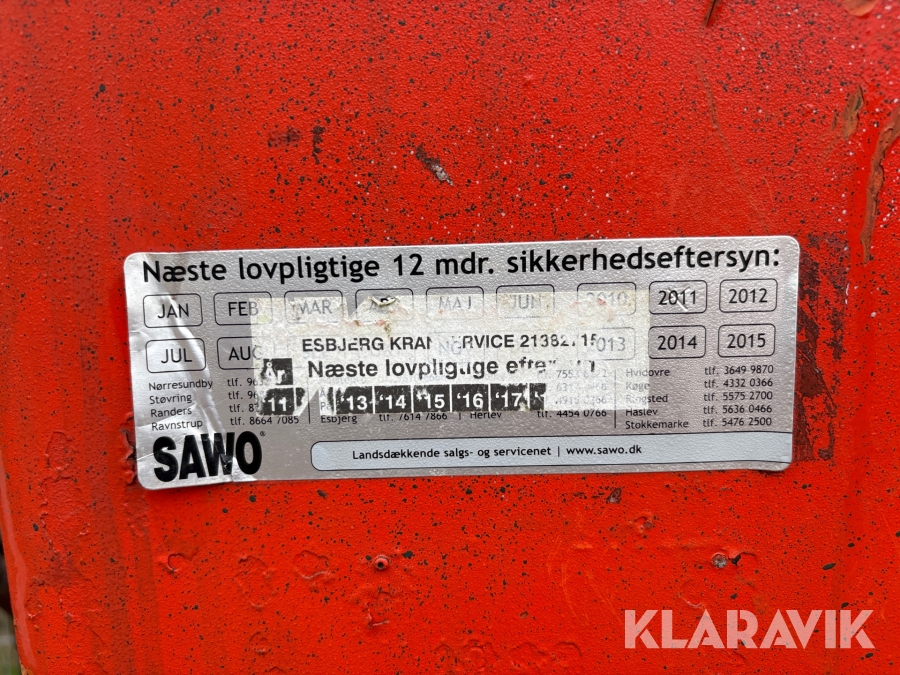 Næste lovpligtige 12 mdr. sikkerhedseftersyn:
JAN FEB MAR MAJ JUN 2010 2011 2012
ESBJERG KRAN
JUL 2014 2015
Næste lovpligtige
Nørresundby
Støvring
Randers
Ravnstrup tlf. 8664 7085
11 '13 '14 '15 '16 '17
Esbjerg tlf. 7614 7866
Herlev tlf. 4454 0766
Hvidovre tlf. 3649 9870
Køge tlf. 4332 0366
Ringsted tlf. 5575 2700
Haslev tlf. 5636 0466
Stokkemarke tlf. 5476 2500
SAWO
Landsdækkende salgs- og servicenet | www.sawo.dk
KLARAVIK